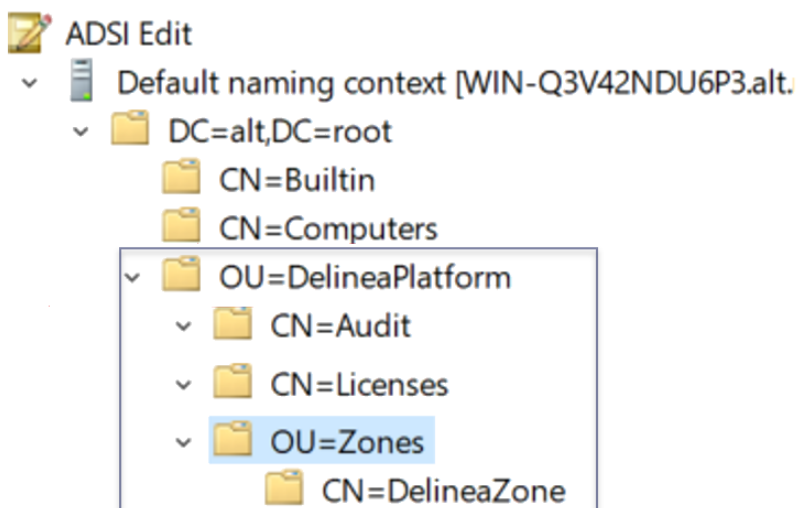 ADSI Edit
Default naming context [WIN-Q3V42NDU6P3.alt.
DC=alt,DC=root
CN=Builtin
CN=Computers
OU=DelineaPlatform
CN=Audit
CN=Licenses
OU=Zones
CN=DelineaZone